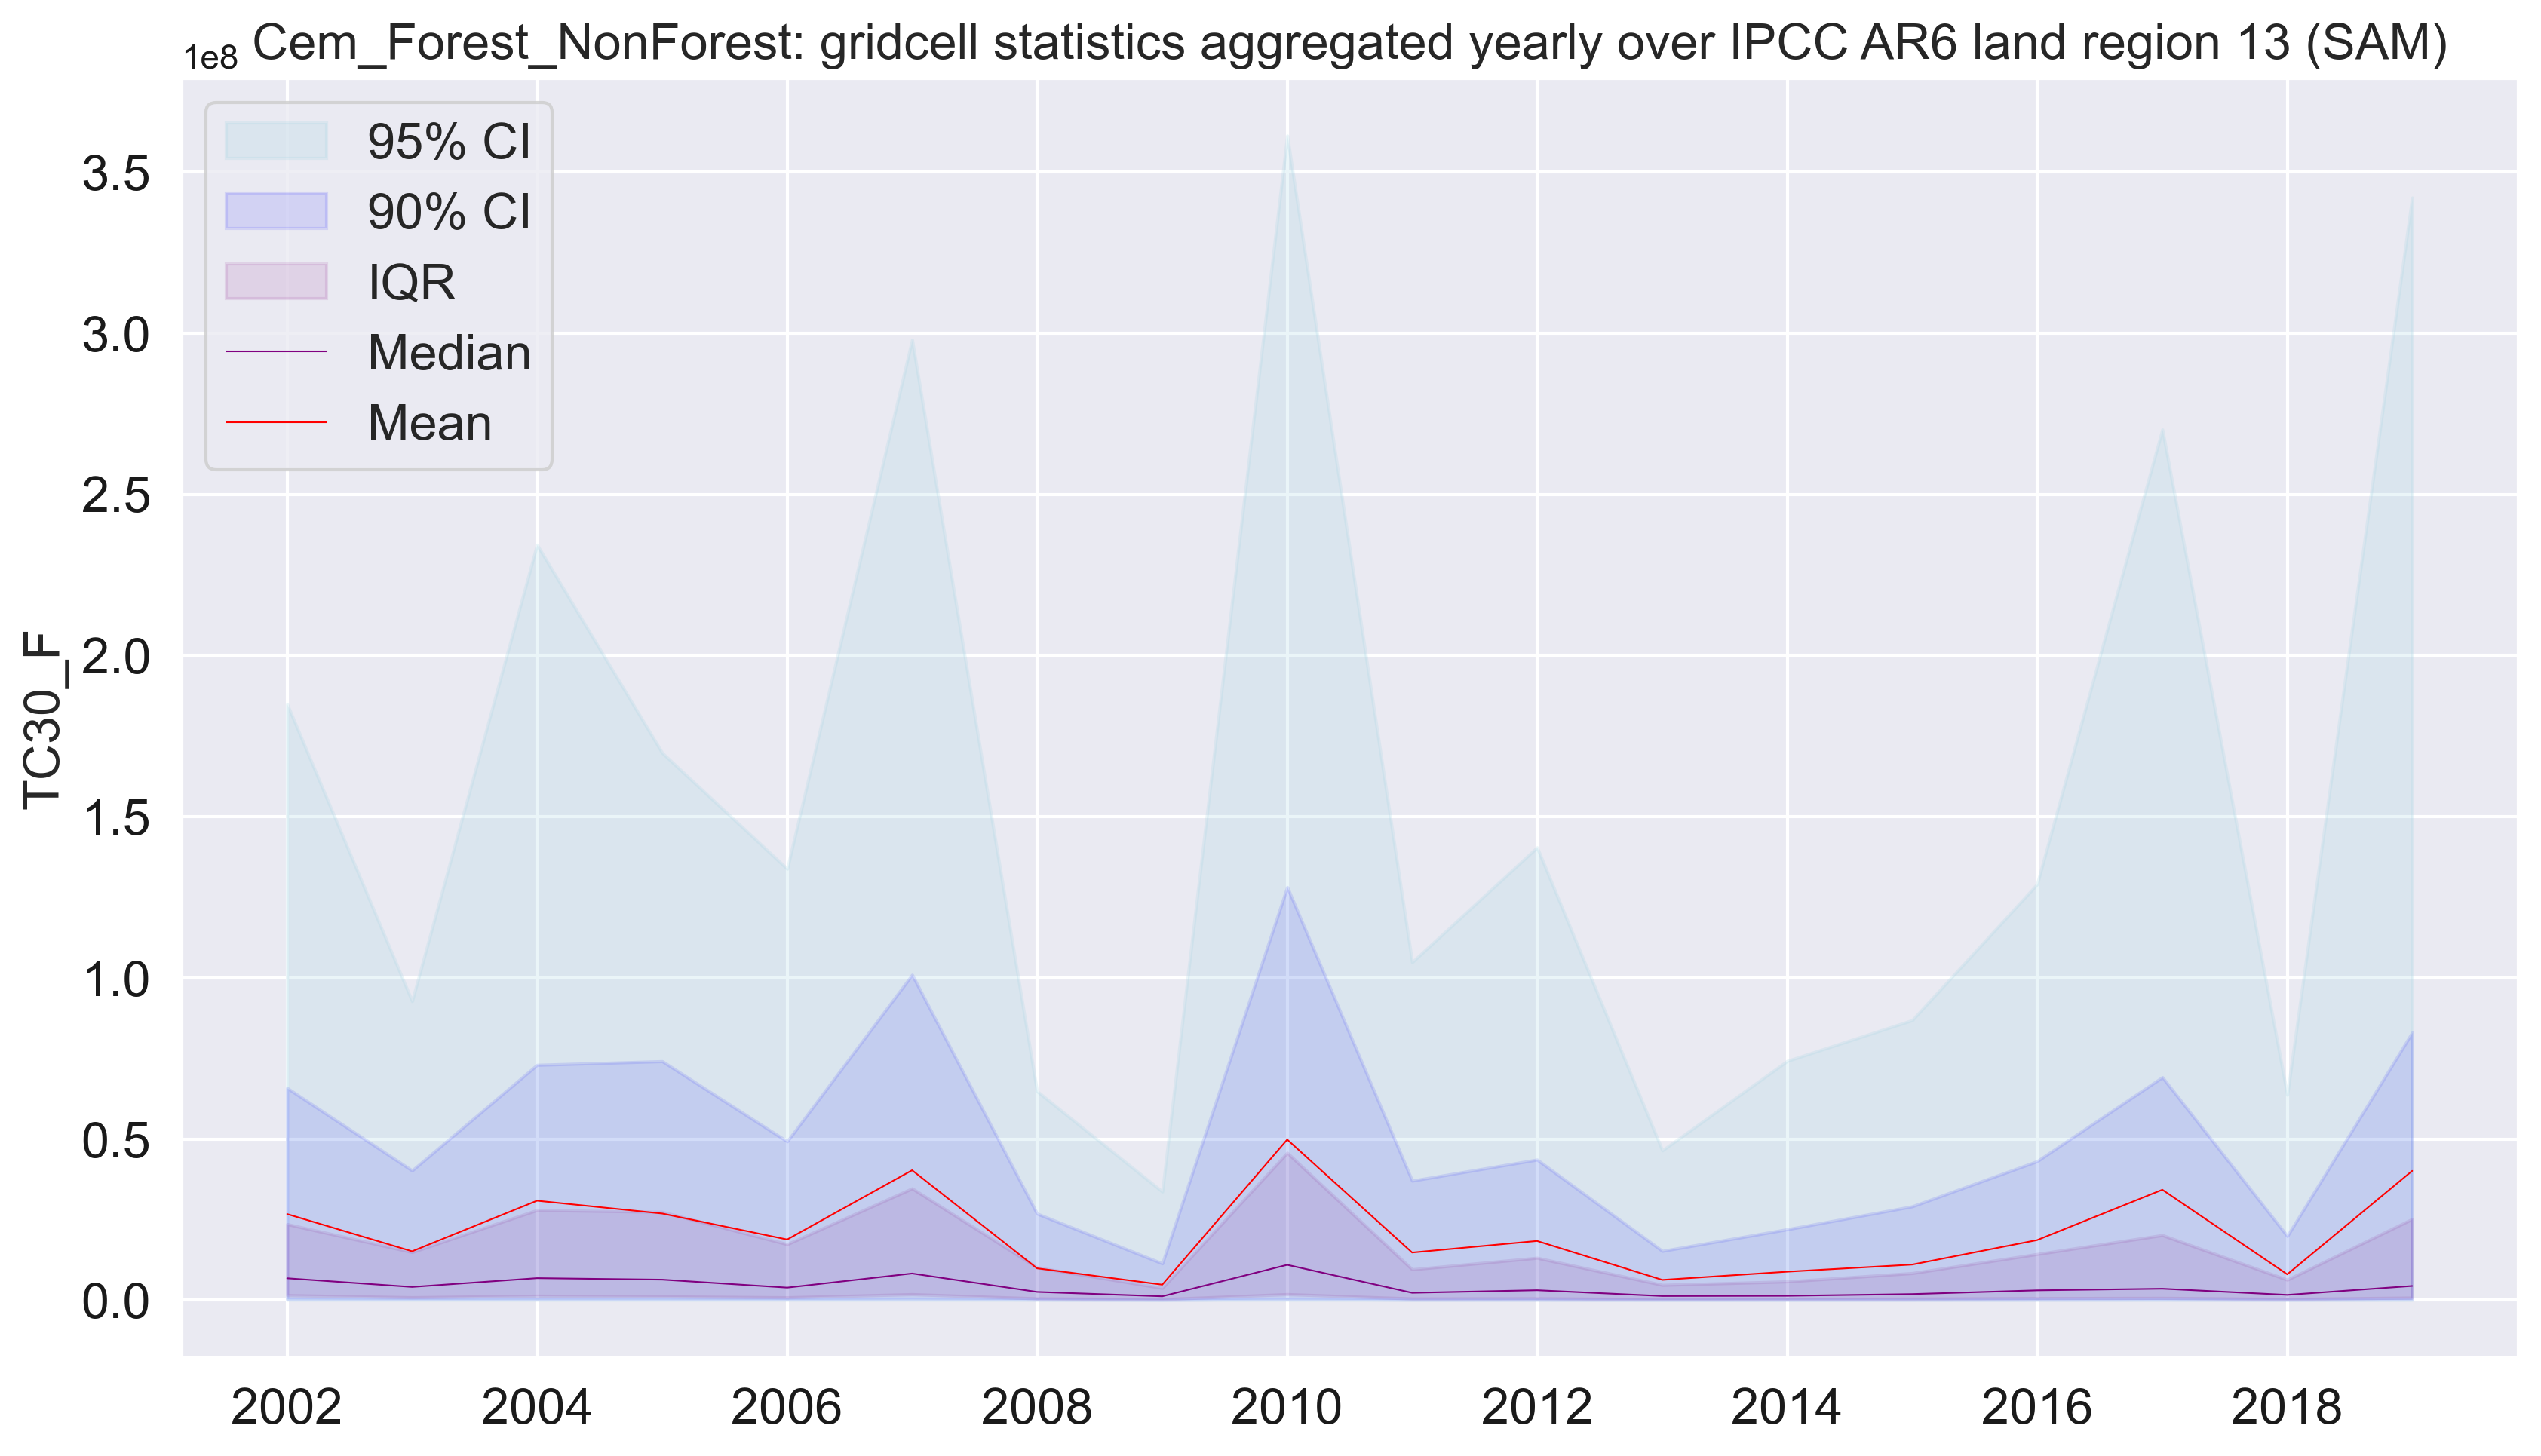 Cem_Forest_NonForest: gridcell statistics aggregated yearly over IPCC AR6 land region 13 (SAM)
1e8
95% CI
90% CI
IQR
Median
Mean
3.5
3.0
2.5
2.0
1.5
1.0
0.5
0.0
TC30_F
2002 2004 2006 2008 2010 2012 2014 2016 2018